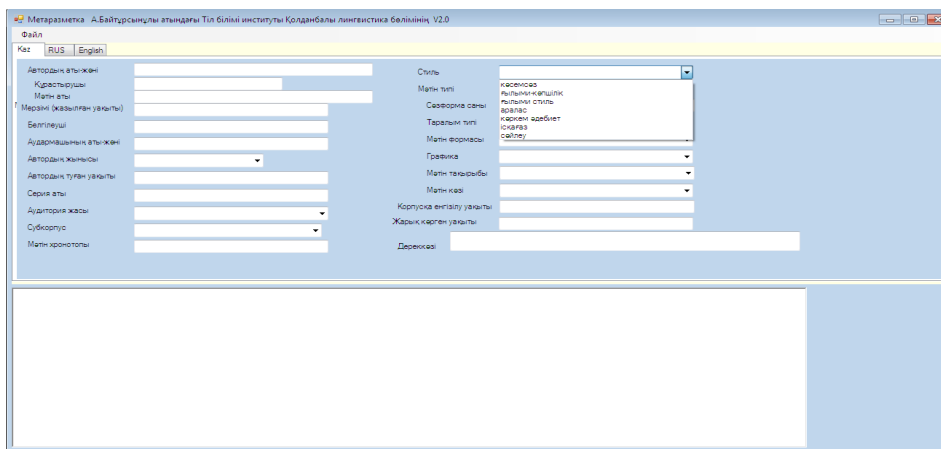 Метаразметка А.Байтұрсынұлы атындағы Тіл білімі институты Қолданбалы лингвистика бөлімінің V2.0
Файл
Kaz RUS English
Автордың аты-жөні
Құрастырушы
Мәтін аты
Мерзімі (жазылған уақыты)
Белгілеуші
Аудармашының аты-жөні
Автордың жынысы
Автордың туған уақыты
Серия аты
Аудитория жасы
Субкорпус
Мәтін хронотопы
Стиль
көсемсөз
ғылыми-көпшілік
ғылыми стиль
аралас
көркем әдебиет
ісқағаз
сөйлеу
Мәтін типі
Сөзформа саны
Таралым типі
Мәтін формасы
Графика
Мәтін тақырыбы
Мәтін көзі
Корпусқа енгізілу уақыты
Жарық көрген уақыты
Дереккөзі